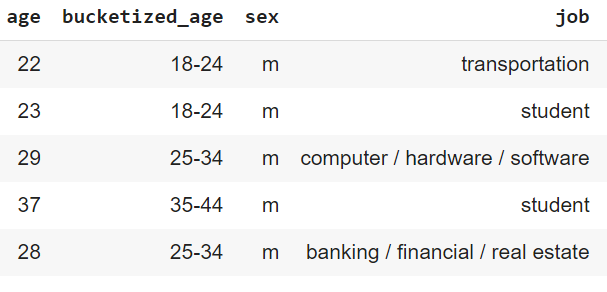 age bucketized_age sex job
22 18-24 m transportation
23 18-24 m student
29 25-34 m computer / hardware / software
37 35-44 m student
28 25-34 m banking / financial / real estate